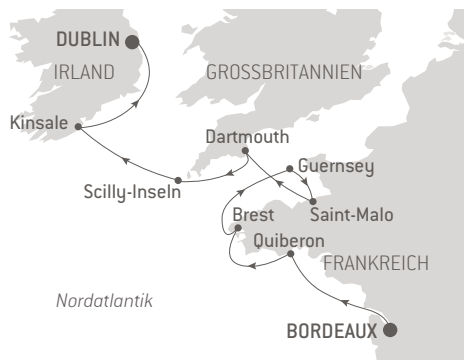 DUBLIN
IRLAND
GROSSBRITANNIEN
Kinsale
Dartmouth
Guernsey
Scilly-Inseln
Brest
Saint-Malo
Quiberon
FRANKREICH
Nordatlantik
BORDEAUX